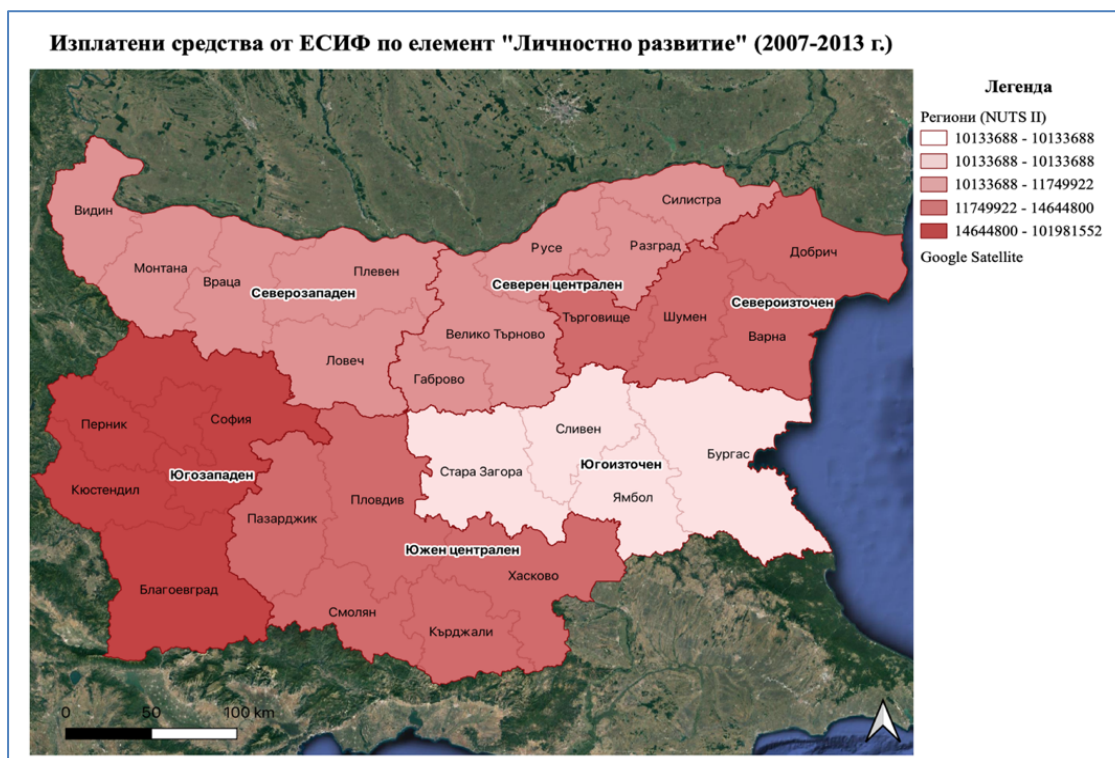 Изплатени средства от ЕСИФ по елемент "Личностно развитие" (2007-2013 г.)
Легенда
Региони (NUTS II)
10133688 - 10133688
10133688 - 10133688
10133688 - 11749922
11749922 - 14644800
14644800 - 101981552
Google Satellite
Видин
Монтана
Враца
Плевен
Северозападен
Ловеч
Силистра
Русе
Разград
Северен централен
Велико Търново
Габрово
Добрич
Североизточен
Търговище
Шумен
Варна
Перник
София
Югозападен
Кюстендил
Благоевград
Пазарджик
Пловдив
Южен централен
Хасково
Смолян
Кърджали
Сливен
Бургас
Стара Загора
Югоизточен
Ямбол
0 50 100 km